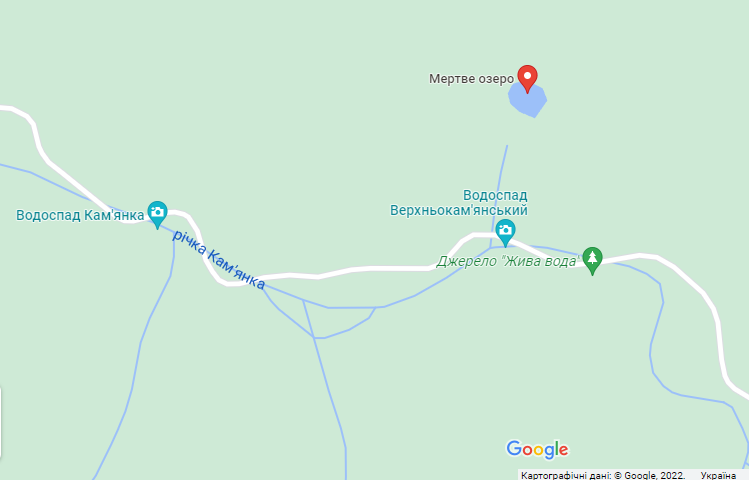 Мертве озеро
Водоспад
Верхньокам'янський
Водоспад Кам'янка
річка Кам'янка
Джерело "Жива вода"
Google
Картографічні дані: © Google, 2022. Україна